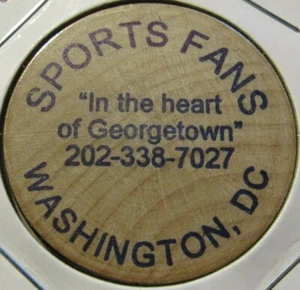 SPORTS FANS
"In the heart
of Georgetown"
202-338-7027
WASHINGTON, DC